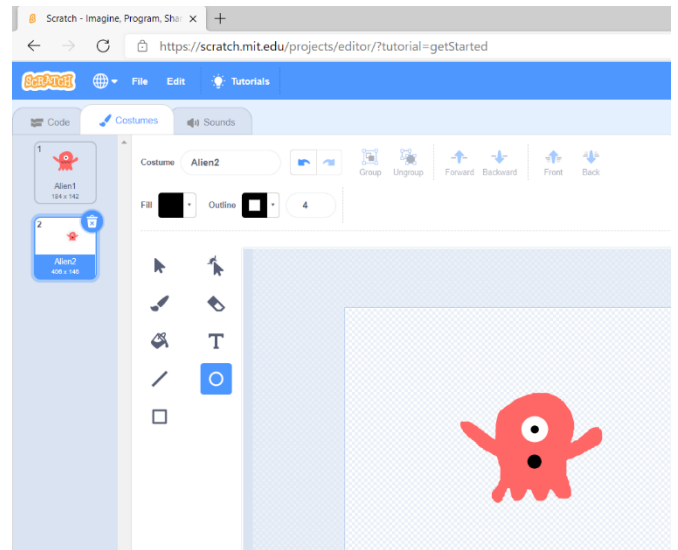 Scratch - Imagine, Program, Shar
https://scratch.mit.edu/projects/editor/?tutorial=getStarted
SCRATCH File Edit Tutorials
Code Costumes Sounds
1
Alien1
184 x 142
2
Alien2
406 x 146
Costume Alien2 Group Ungroup Forward Backward Front Back
Fill Outline 4
T